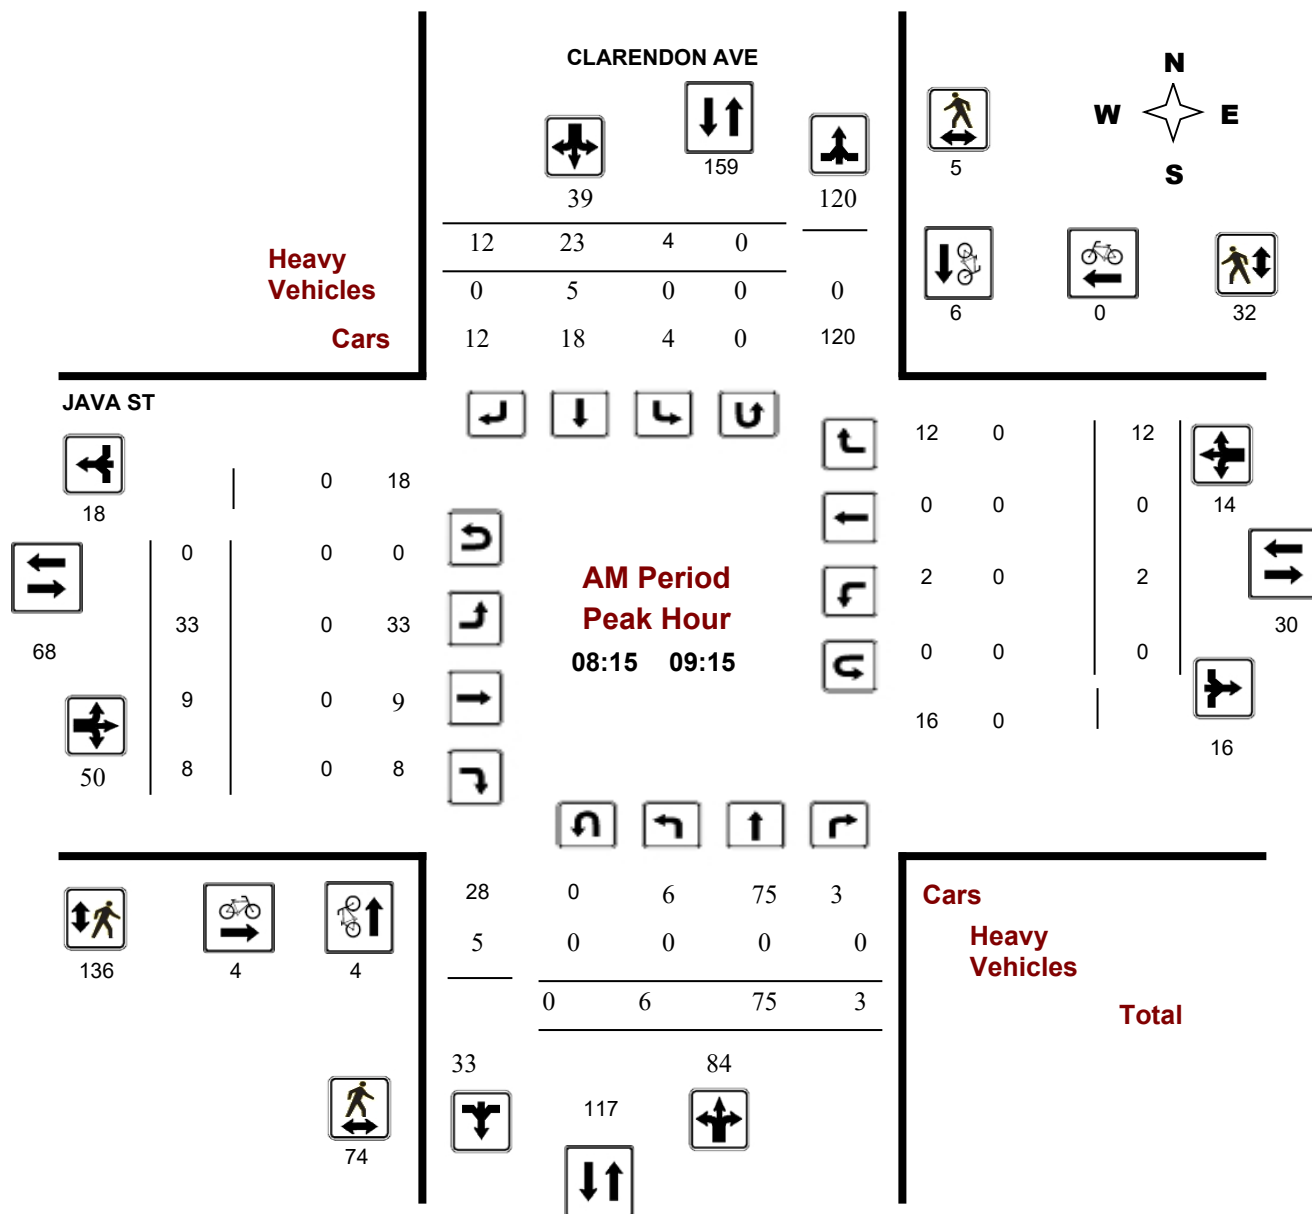 CLARENDON AVE
N
W E
S
159
5
39 120
12 23 4 0
Heavy
Vehicles
0 5 0 0 0
Cars
12 18 4 0 120
6 0 32
JAVA ST
12 0 12
0 18
18
0 0 0
14
0 0 0
AM Period
Peak Hour
08:15 09:15
2 0 2
33 0 33
30
68
0 0 0
9 0 9
16 0
16
50
8 0 8
28 0 6 75 3
Cars
5 0 0 0 0
Heavy
Vehicles
136 4 4
0 6 75 3
Total
33 84
117
74